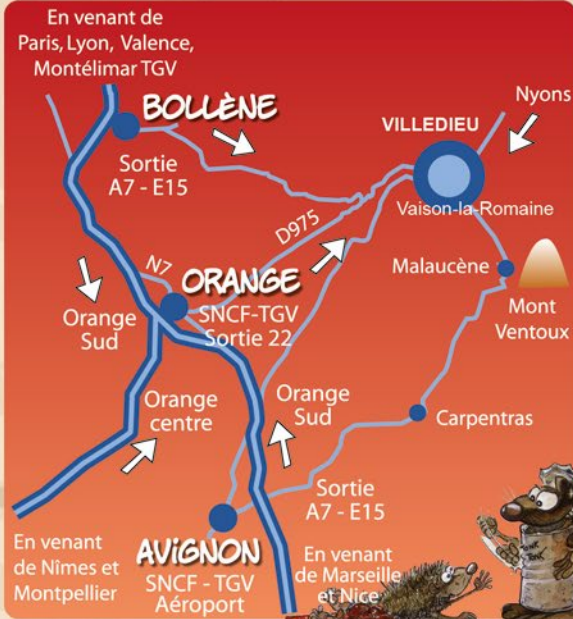 En venant de
Paris, Lyon, Valence,
Montélimar TGV
BOLLÈNE
Sortie
A7 - E15
Nyons
VILLEDIEU
Vaison-la-Romaine
D975
N7
ORANGE
SNCF-TGV
Sortie 22
Malaucène
Mont
Ventoux
Orange
Sud
Orange
centre
Orange
Sud
Carpentras
Sortie
A7 - E15
En venant
de Nîmes et
Montpellier
AViGNON
SNCF - TGV
Aéroport
En venant
de Marseille
et Nice